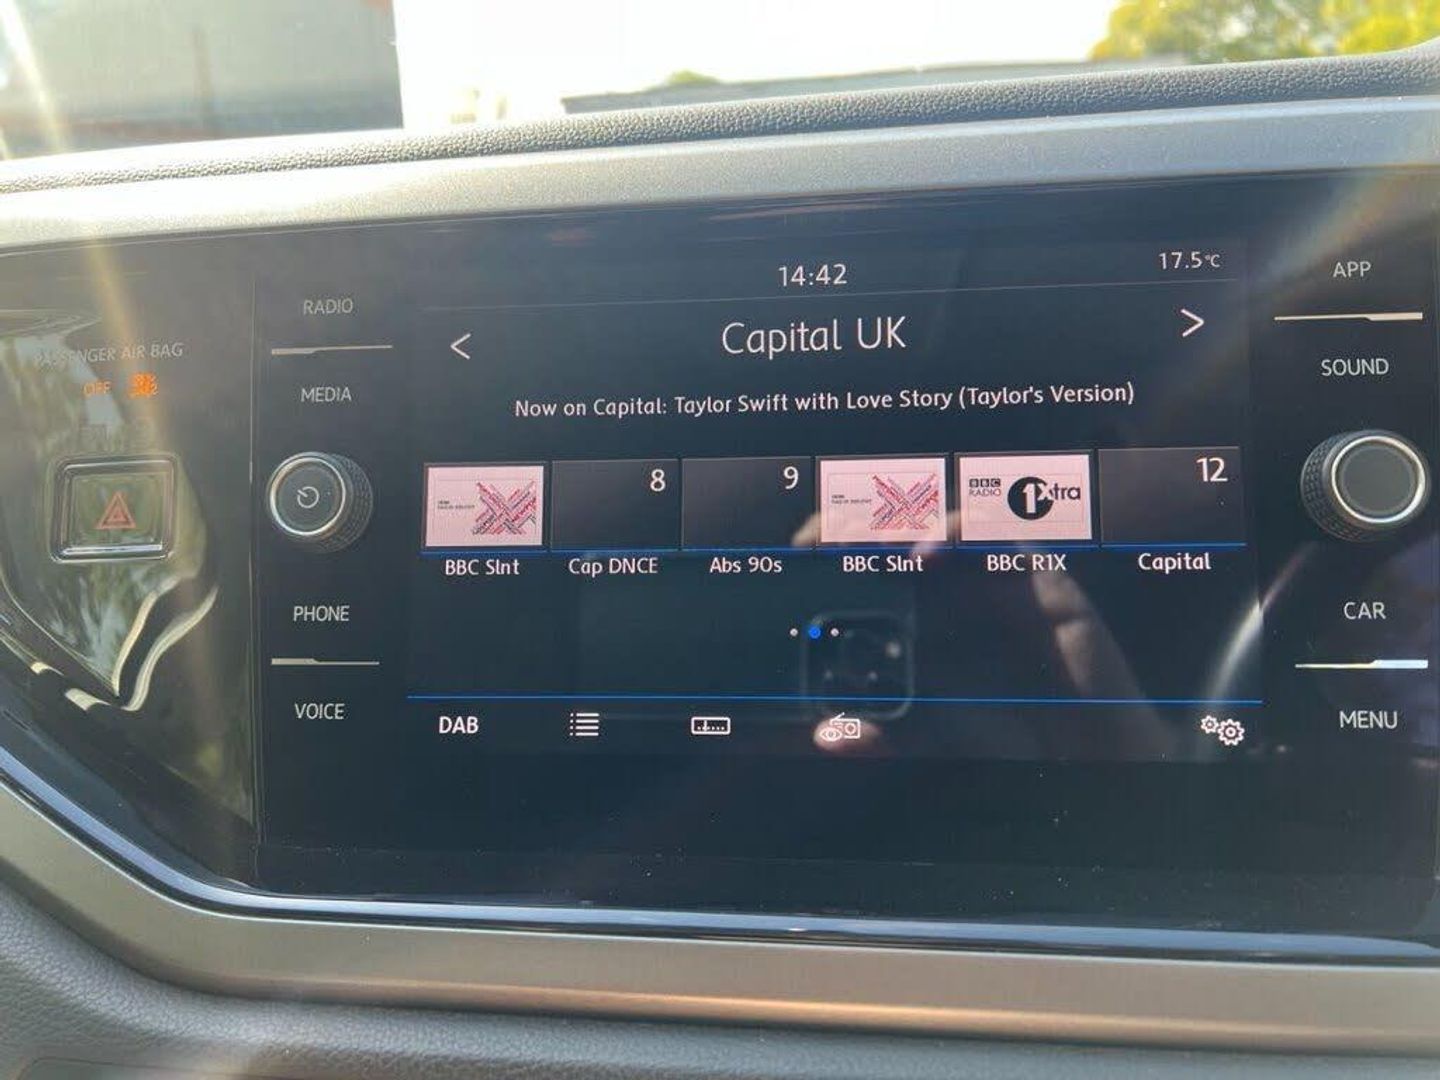 14:42
17.5°C
RADIO
APP
Capital UK
PASSENGER AIR BAG
OFF
MEDIA
SOUND
Now on Capital: Taylor Swift with Love Story (Taylor's Version)
8
9
BBC
RADIO
1Xtra
12
BBC Slnt
Cap DNCE
Abs 90s
BBC Slnt
BBC R1X
Capital
PHONE
CAR
VOICE
DAB
MENU